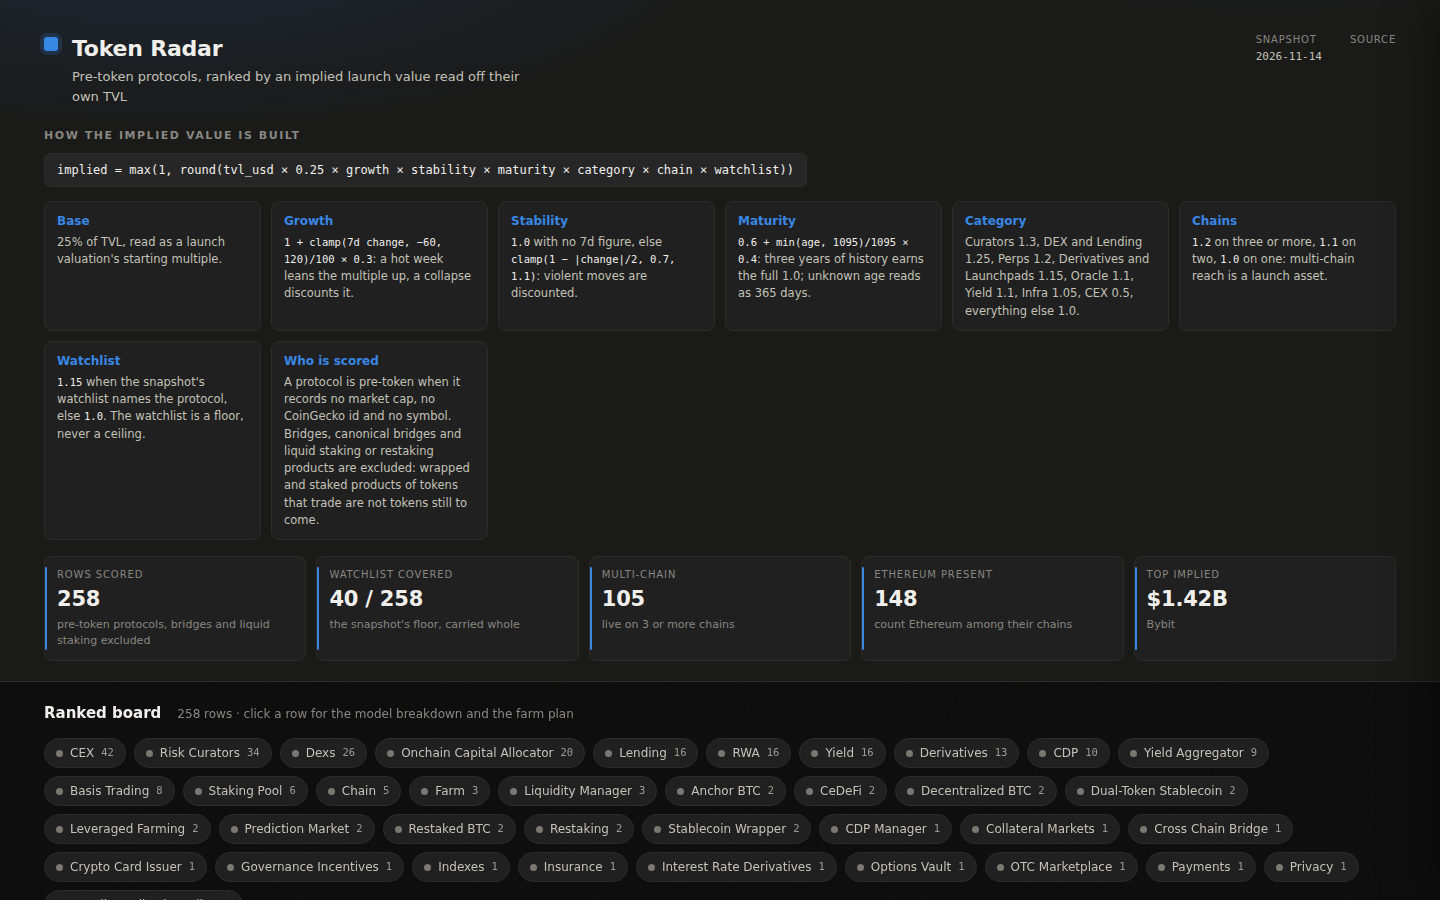 Token Radar
Pre-token protocols, ranked by an implied launch value read off their
own TVL
SNAPSHOT
2026-11-14
SOURCE
HOW THE IMPLIED VALUE IS BUILT
implied = max(1, round(tvl_usd × 0.25 × growth × stability × maturity × category × chain × watchlist))
Base
25% of TVL, read as a launch
valuation's starting multiple.
Growth
1 + clamp(7d change, −60,
120)/100 × 0.3: a hot week
leans the multiple up, a collapse
discounts it.
Stability
1.0 with no 7d figure, else
clamp(1 − |change|/2, 0.7,
1.1): violent moves are
discounted.
Maturity
0.6 + min(age, 1095)/1095 ×
0.4: three years of history earns
the full 1.0; unknown age reads
as 365 days.
Category
Curators 1.3, DEX and Lending
1.25, Perps 1.2, Derivatives and
Launchpads 1.15, Oracle 1.1,
Yield 1.1, Infra 1.05, CEX 0.5,
everything else 1.0.
Chains
1.2 on three or more, 1.1 on
two, 1.0 on one: multi-chain
reach is a launch asset.
Watchlist
1.15 when the snapshot's
watchlist names the protocol,
else 1.0. The watchlist is a floor,
never a ceiling.
Who is scored
A protocol is pre-token when it
records no market cap, no
CoinGecko id and no symbol.
Bridges, canonical bridges and
liquid staking or restaking
products are excluded: wrapped
and staked products of tokens
that trade are not tokens still to
come.
ROWS SCORED
258
pre-token protocols, bridges and liquid
staking excluded
WATCHLIST COVERED
40 / 258
the snapshot's floor, carried whole
MULTI-CHAIN
105
live on 3 or more chains
ETHEREUM PRESENT
148
count Ethereum among their chains
TOP IMPLIED
$1.42B
Bybit
Ranked board 258 rows · click a row for the model breakdown and the farm plan
CEX 42 Risk Curators 34 Dexs 26 Onchain Capital Allocator 20 Lending 16 RWA 16 Yield 16 Derivatives 13 CDP 10 Yield Aggregator 9
Basis Trading 8 Staking Pool 6 Chain 5 Farm 3 Liquidity Manager 3 Anchor BTC 2 CeDeFi 2 Decentralized BTC 2 Dual-Token Stablecoin 2
Leveraged Farming 2 Prediction Market 2 Restaked BTC 2 Restaking 2 Stablecoin Wrapper 2 CDP Manager 1 Collateral Markets 1 Cross Chain Bridge 1
Crypto Card Issuer 1 Governance Incentives 1 Indexes 1 Insurance 1 Interest Rate Derivatives 1 Options Vault 1 OTC Marketplace 1 Payments 1 Privacy 1